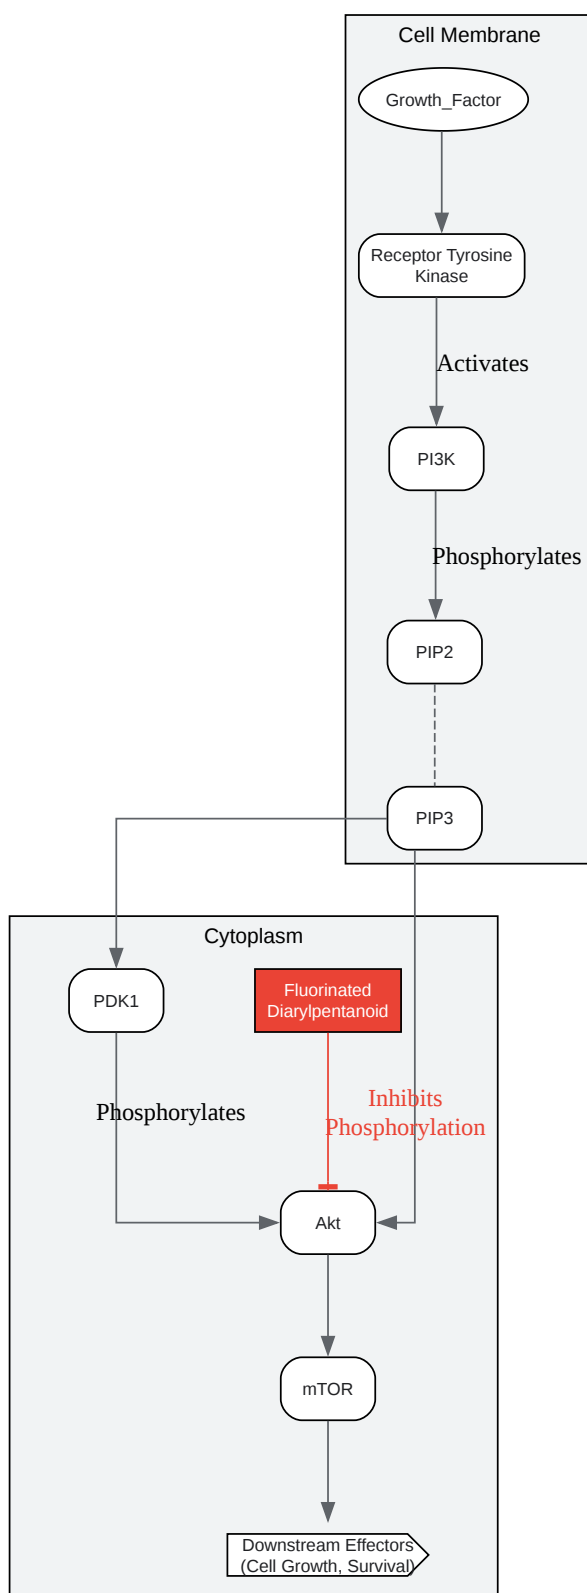 Cell Membrane
Growth_Factor
Receptor Tyrosine
Kinase
Activates
PI3K
Phosphorylates
PIP2
PIP3
Cytoplasm
PDK1
Fluorinated
Diarylpentanoid
Phosphorylates
Inhibits
Phosphorylation
Akt
mTOR
Downstream Effectors
(Cell Growth, Survival)